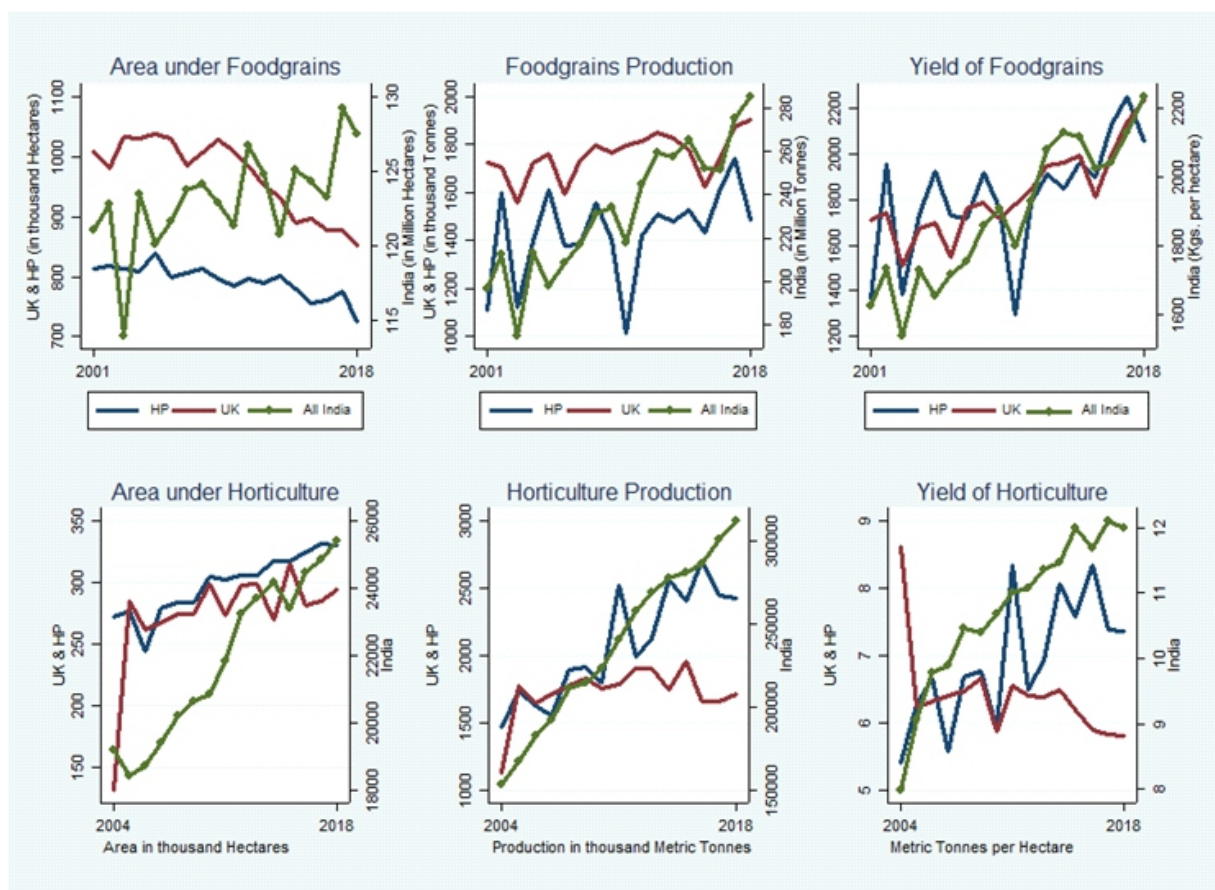 Area under Foodgrains
UK & HP (in thousand Hectares)
1100
1000
900
800
700
130
125
120
115
India (in Million Hectares)
2001 2018
HP UK All India
Foodgrains Production
UK & HP (in thousand Tonnes)
2000
1800
1600
1400
1200
1000
280
260
240
220
200
180
India (in Million Tonnes)
2001 2018
HP UK All India
Yield of Foodgrains
2200
2000
1800
1600
1400
1200
2200
2000
1800
1600
India (Kgs. per hectare)
2001 2018
HP UK All India
Area under Horticulture
UK & HP
350
300
250
200
150
26000
24000
22000
20000
18000
India
2004 2018
Area in thousand Hectares
Horticulture Production
UK & HP
3000
2500
2000
1500
1000
300000
250000
200000
150000
India
2004 2018
Production in thousand Metric Tonnes
Yield of Horticulture
UK & HP
9
8
7
6
5
12
11
10
9
8
India
2004 2018
Metric Tonnes per Hectare